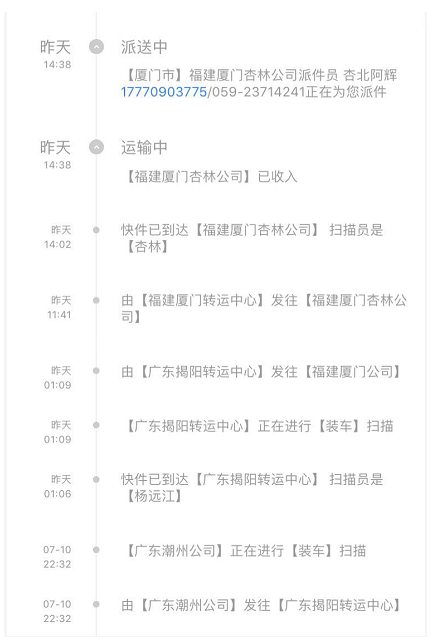 昨天 派送中
14:38
【厦门市】福建厦门杏林公司派件员 杏北阿辉
17770903775/059-23714241正在为您派件
昨天 运输中
14:38
【福建厦门杏林公司】已收入
昨天 快件已到达【福建厦门杏林公司】 扫描员是
14:02 【杏林】
昨天 由【福建厦门转运中心】发往【福建厦门杏林公
11:41 司】
昨天
01:09 由【广东揭阳转运中心】发往【福建厦门公司】
昨天
01:09 【广东揭阳转运中心】正在进行【装车】扫描
昨天 快件已到达【广东揭阳转运中心】 扫描员是
01:06 【杨远江】
07-10 【广东潮州公司】正在进行【装车】扫描
22:32
07-10 由【广东潮州公司】发往【广东揭阳转运中心】
22:32